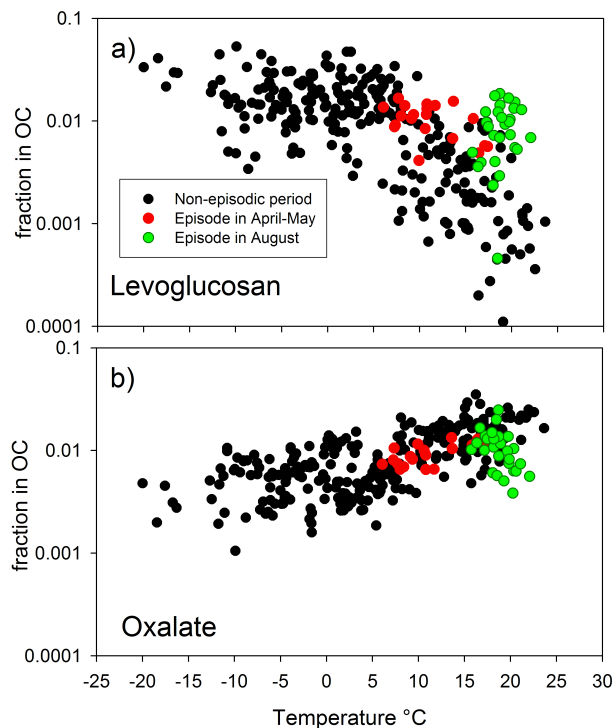 0.1
a)
0.01
fraction in OC
Non-episodic period
Episode in April-May
Episode in August
0.001
Levoglucosan
0.0001
0.1
b)
0.01
fraction in OC
0.001
Oxalate
0.0001
-25 -20 -15 -10 -5 0 5 10 15 20 25 30
Temperature °C